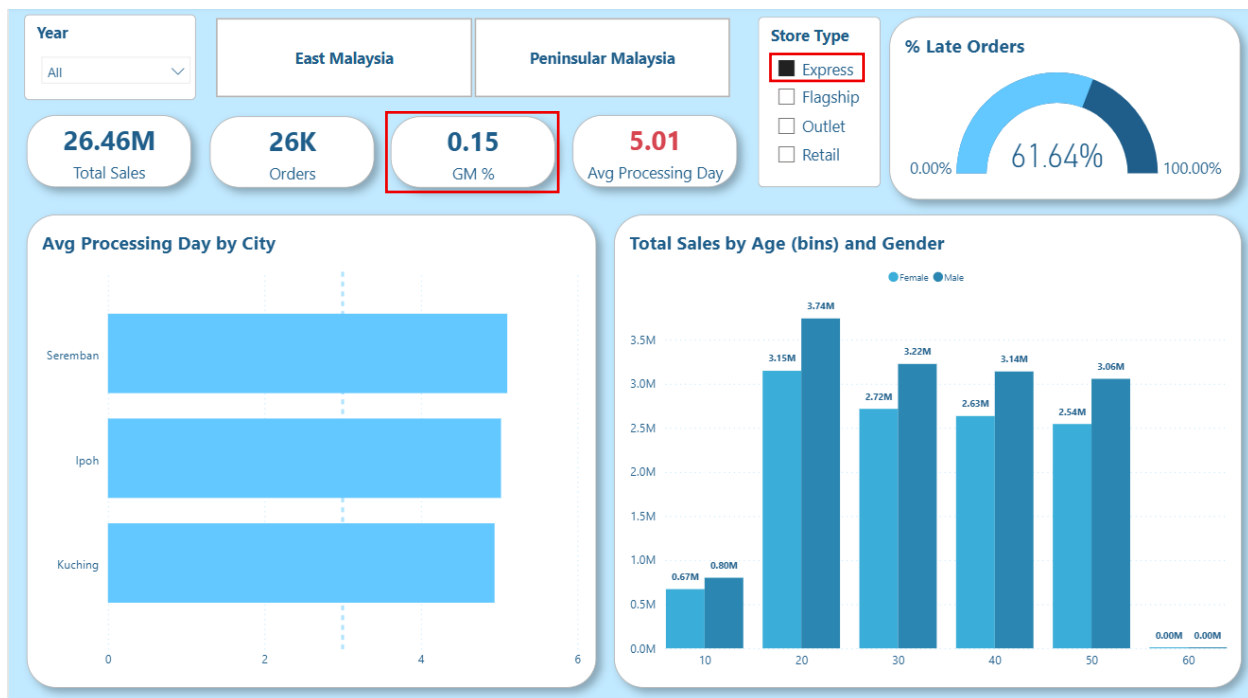 Year
All
East Malaysia
Peninsular Malaysia
Store Type
Express
Flagship
Outlet
Retail
% Late Orders
61.64%
0.00%
100.00%
26.46M
Total Sales
26K
Orders
0.15
GM %
5.01
Avg Processing Day
Avg Processing Day by City
Seremban
Ipoh
Kuching
0 2 4 6
Total Sales by Age (bins) and Gender
Female Male
3.5M
3.0M
2.5M
2.0M
1.5M
1.0M
0.5M
0.0M
0.67M 0.80M
3.15M 3.74M
2.72M 3.22M
2.63M 3.14M
2.54M 3.06M
0.00M 0.00M
10 20 30 40 50 60